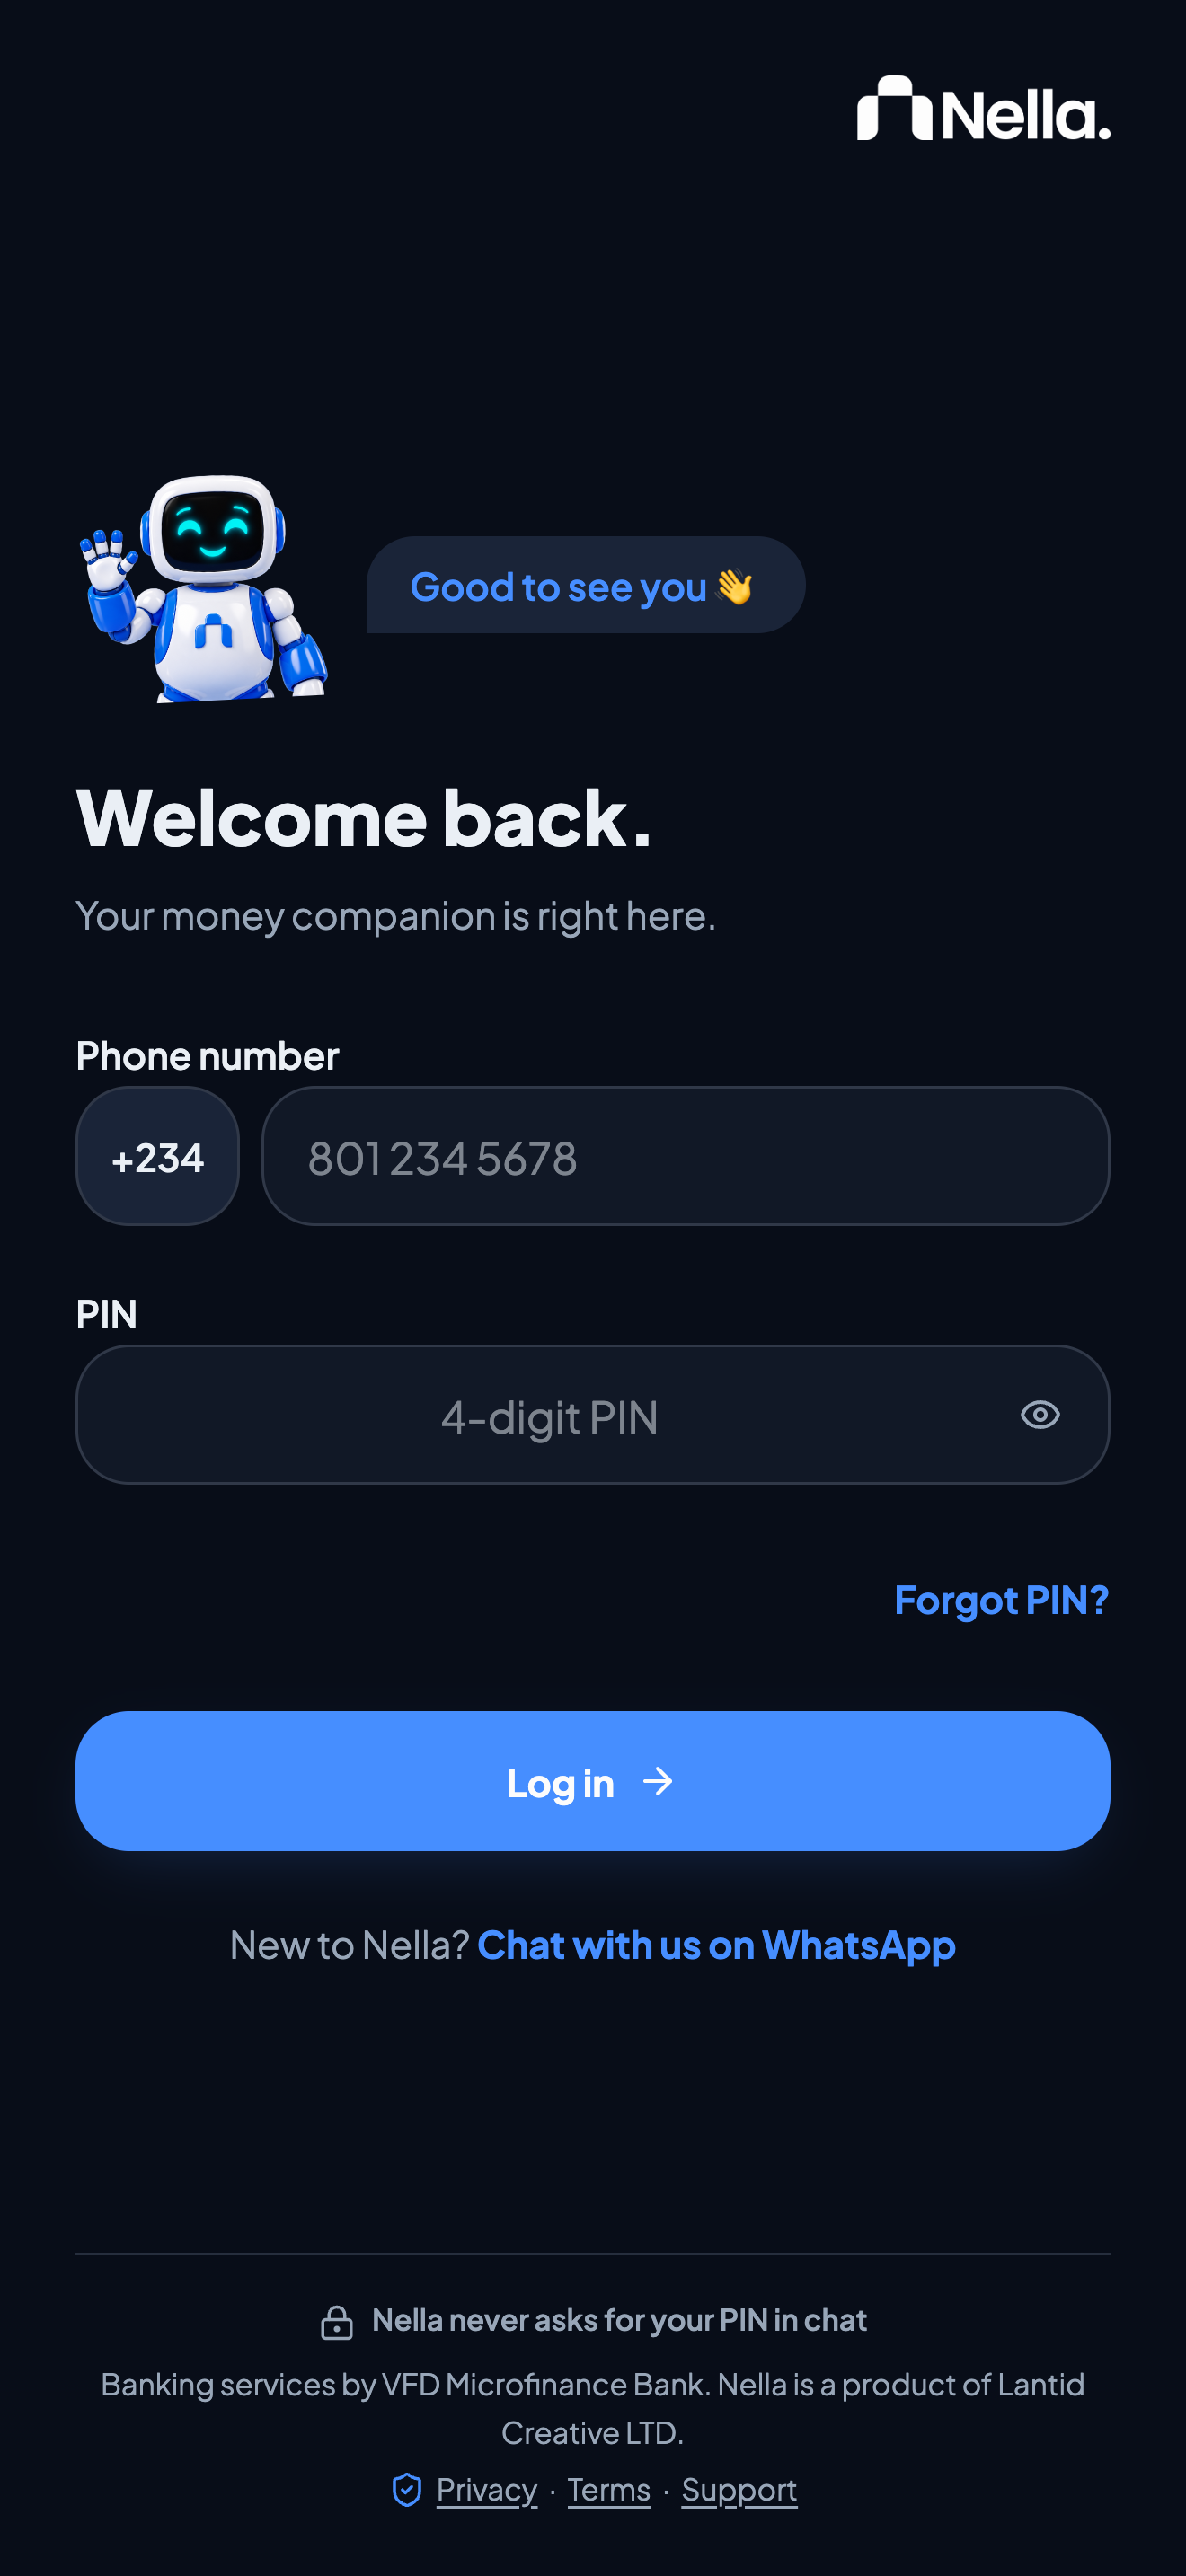 Nella.
Good to see you 👋
Welcome back.
Your money companion is right here.
Phone number
+234
801 234 5678
PIN
4-digit PIN
Forgot PIN?
Log in →
New to Nella? Chat with us on WhatsApp
Nella never asks for your PIN in chat
Banking services by VFD Microfinance Bank. Nella is a product of Lantid
Creative LTD.
Privacy · Terms · Support